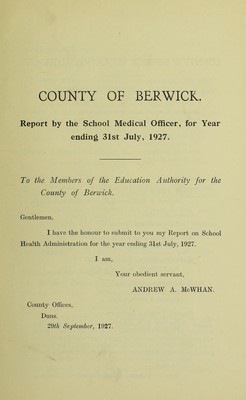 COUNTY OF BERWICK.
Report by the School Medical Officer, for Year
ending 31st July, 1927.
To the Members of the Education Authority for the
County of Berwick.
Gentlemen,
I have the honour to submit to you my Report on School
Health Administration for the year ending 31st July, 1927.
I am,
Your obedient servant,
ANDREW A. McWHAN.
County Offices,
Duns.
29th September, 1927.